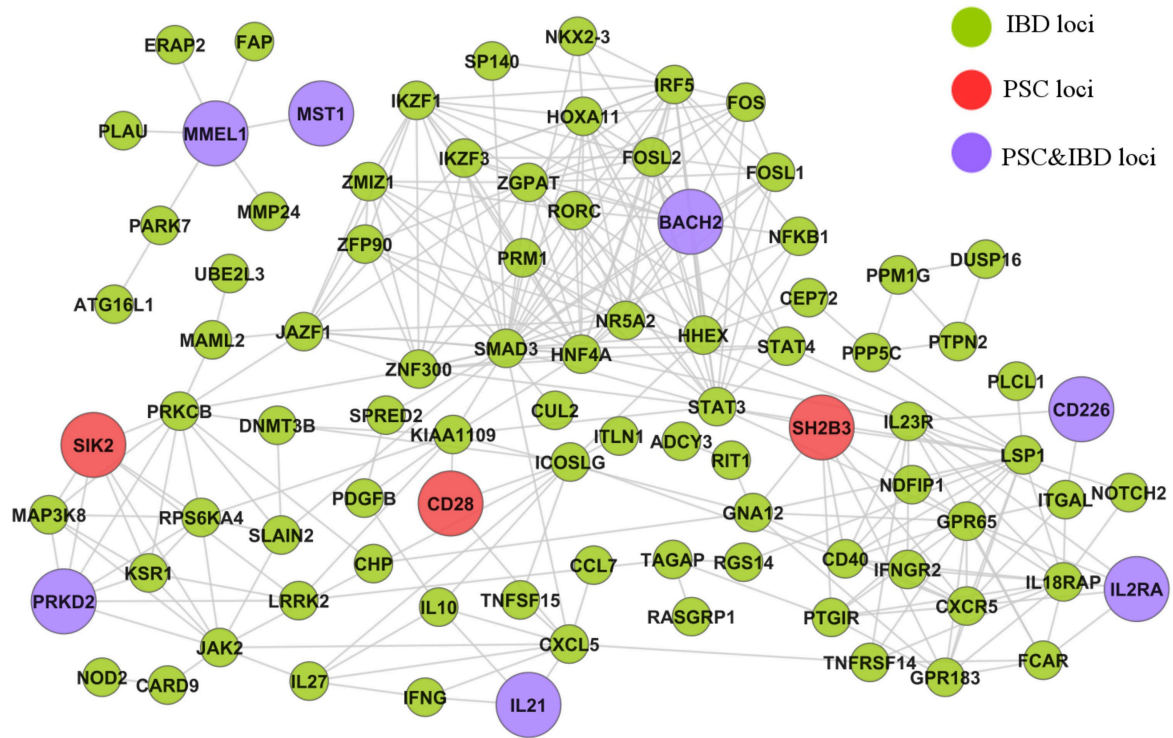 NKX2-3
IBD loci
ERAP2
FAP
SP140
PSC loci
IRF5
IKZF1
FOS
MST1
HOXA11
PLAU
MMEL1
PSC&IBD loci
IKZF3
FOSL2
FOSL1
ZMIZ1
ZGPAT
MMP24
RORC
BACH2
PARK7
ZFP90
NFKB1
PRM1
DUSP16
UBE2L3
PPM1G
CEP72
ATG16L1
NR5A2
JAZF1
HHEX
MAML2
SMAD3
HNF4A
STAT4
PTPN2
PPP5C
ZNF300
PLCL1
STAT3
PRKCB
SPRED2
CUL2
CD226
IL23R
DNMT3B
SH2B3
KIAA1109
ITLN1
ADCY3
SIK2
LSP1
ICOSLG
RIT1
NDFIP1
PDGFB
ITGAL
NOTCH2
CD28
GNA12
MAP3K8
RPS6KA4
GPR65
SLAIN2
CHP
CCL7
TAGAP
RGS14
CD40
IFNGR2
KSR1
IL18RAP
IL2RA
PRKD2
LRRK2
IL10
TNFSF15
CXCR5
RASGRP1
PTGIR
JAK2
CXCL5
TNFRSF14
FCAR
NOD2
CARD9
IL27
GPR183
IFNG
IL21